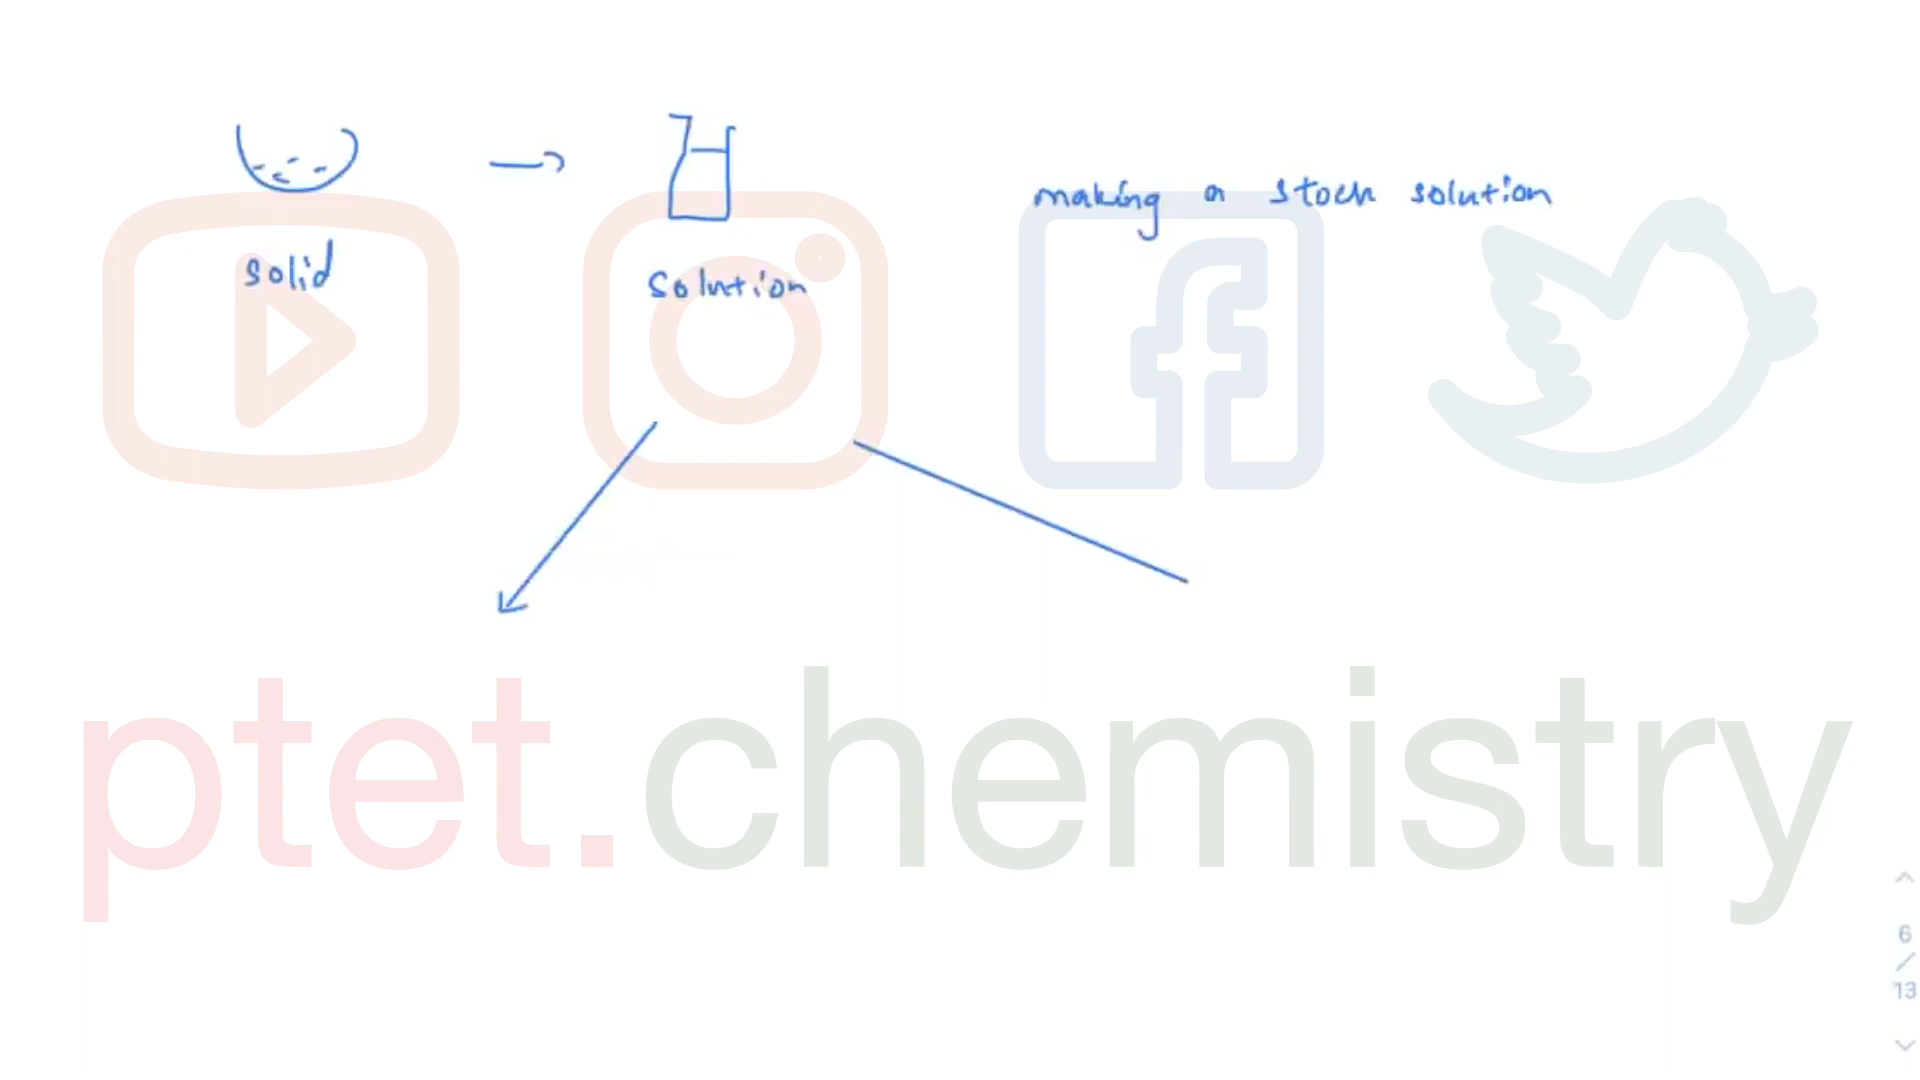 making a stock solution
solid
solution
ptet.chemistry
6
/
13